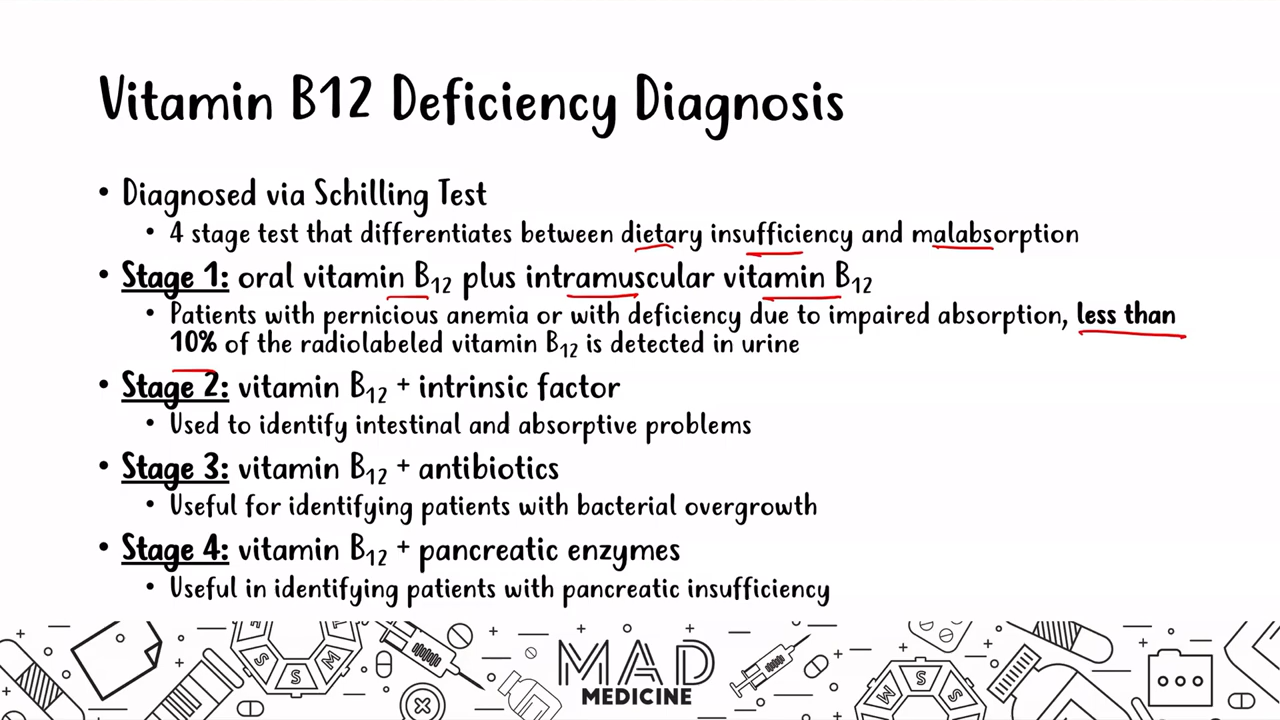 Vitamin B12 Deficiency Diagnosis
• Diagnosed via Schilling Test
• 4 stage test that differentiates between dietary insufficiency and malabsorption
• Stage 1: oral vitamin B₁₂ plus intramuscular vitamin B₁₂
• Patients with pernicious anemia or with deficiency due to impaired absorption, less than
10% of the radiolabeled vitamin B₁₂ is detected in urine
• Stage 2: vitamin B₁₂ + intrinsic factor
• Used to identify intestinal and absorptive problems
• Stage 3: vitamin B₁₂ + antibiotics
• Useful for identifying patients with bacterial overgrowth
• Stage 4: vitamin B₁₂ + pancreatic enzymes
• Useful in identifying patients with pancreatic insufficiency
MAD
MEDICINE